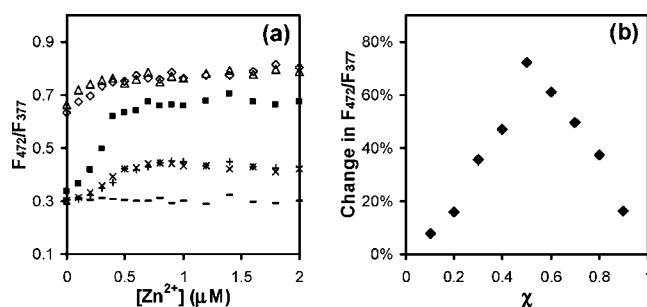 (a)
F472/F377
0.9
0.7
0.5
0.3
0.1
0 0.5 1 1.5 2
[Zn²⁺] (μM)
(b)
Change in F472/F377
80%
60%
40%
20%
0%
0 0.2 0.4 0.6 0.8 1
χ